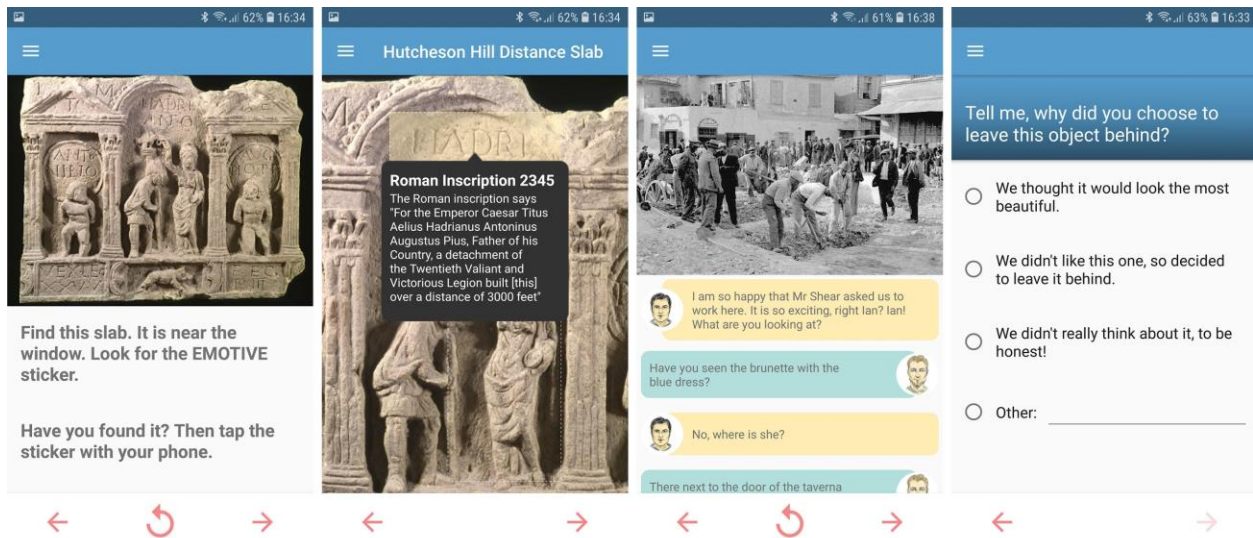 62% 16:34
Find this slab. It is near the
window. Look for the EMOTIVE
sticker.
Have you found it? Then tap the
sticker with your phone.
62% 16:34
Hutcheson Hill Distance Slab
HADRI
Roman Inscription 2345
The Roman inscription says
"For the Emperor Caesar Titus
Aelius Hadrianus Antoninus
Augustus Pius, Father of his
Country, a detachment of
the Twentieth Valiant and
Victorious Legion built [this]
over a distance of 3000 feet"
61% 16:38
I am so happy that Mr Shear asked us to
work here. It is so exciting, right Ian? Ian!
What are you looking at?
Have you seen the brunette with the
blue dress?
No, where is she?
There next to the door of the taverna
63% 16:33
Tell me, why did you choose to
leave this object behind?
We thought it would look the most
beautiful.
We didn't like this one, so decided
to leave it behind.
We didn't really think about it, to be
honest!
Other: